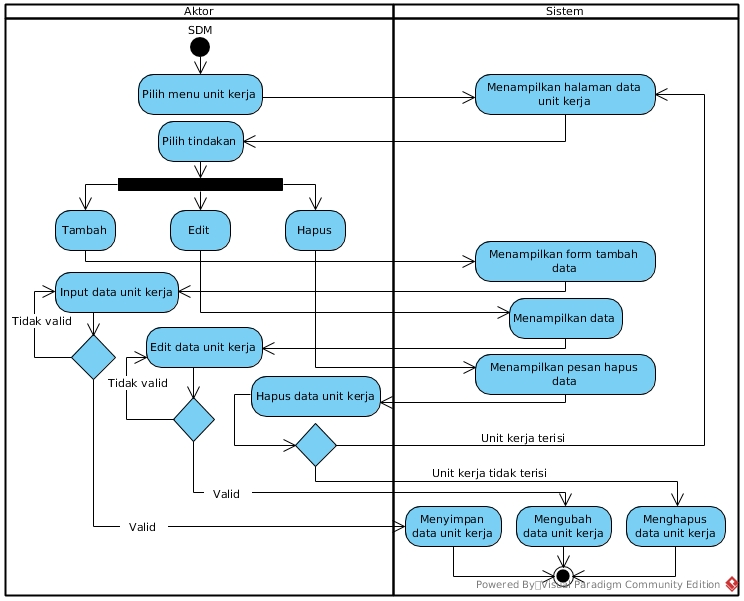 Aktor
Sistem
SDM
Pilih menu unit kerja
Menampilkan halaman data
unit kerja
Pilih tindakan
Tambah
Edit
Hapus
Menampilkan form tambah
data
Input data unit kerja
Menampilkan data
Tidak valid
Edit data unit kerja
Menampilkan pesan hapus
data
Tidak valid
Hapus data unit kerja
Unit kerja terisi
Unit kerja tidak terisi
Valid
Valid
Menyimpan
data unit kerja
Mengubah
data unit kerja
Menghapus
data unit kerja
Powered By Visual Paradigm Community Edition